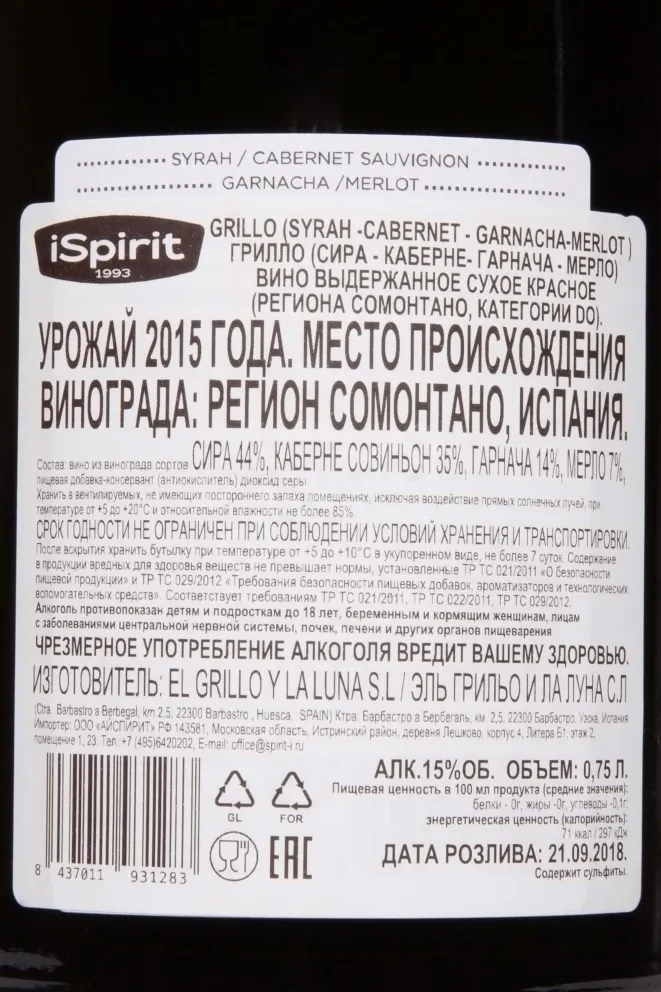 SYRAH / CABERNET SAUVIGNON
GARNACHA /MERLOT
iSpirit
1993
GRILLO (SYRAH -CABERNET - GARNACHA-MERLOT)
ГРИЛЛО (СИРА - КАБЕРНЕ- ГАРНАЧА - МЕРЛО)
ВИНО ВЫДЕРЖАННОЕ СУХОЕ КРАСНОЕ
(РЕГИОНА СОМОНТАНО, КАТЕГОРИИ DO).
УРОЖАЙ 2015 ГОДА. МЕСТО ПРОИСХОЖДЕНИЯ
ВИНОГРАДА: РЕГИОН СОМОНТАНО, ИСПАНИЯ.
Состав: вино из винограда сортов СИРА 44%, КАБЕРНЕ СОВИНЬОН 35%, ГАРНАЧА 14%, МЕРЛО 7%,
пищевая добавка-консервант (антиокислитель) диоксид серы.
Хранить в вентилируемых, не имеющих постороннего запаха помещениях, исключая воздействие прямых солнечных лучей, при
температуре от +5 до +20°С и относительной влажности не более 85%.
СРОК ГОДНОСТИ НЕ ОГРАНИЧЕН ПРИ СОБЛЮДЕНИИ УСЛОВИЙ ХРАНЕНИЯ И ТРАНСПОРТИРОВКИ.
После вскрытия хранить бутылку при температуре от +5 до +10°С в укупоренном виде, не более 7 суток. Содержание
в продукции вредных для здоровья веществ не превышает нормы, установленные ТР ТС 021/2011 «О безопасности
пищевой продукции» и ТР ТС 029/2012 «Требования безопасности пищевых добавок, ароматизаторов и технологических
вспомогательных средств». Соответствует требованиям ТР ТС 021/2011, ТР ТС 022/2011, ТР ТС 029/2012.
Алкоголь противопоказан детям и подросткам до 18 лет, беременным и кормящим женщинам, лицам
с заболеваниями центральной нервной системы, почек, печени и других органов пищеварения
ЧРЕЗМЕРНОЕ УПОТРЕБЛЕНИЕ АЛКОГОЛЯ ВРЕДИТ ВАШЕМУ ЗДОРОВЬЮ.
ИЗГОТОВИТЕЛЬ: EL GRILLO Y LA LUNA S.L / ЭЛЬ ГРИЛЬО И ЛА ЛУНА С.Л
(Ctra. Barbastro a Berbegal, km 2,5, 22300 Barbastro , Huesca. SPAIN) Ктра. Барбастро а Бербегаль, км. 2,5, 22300 Барбастро, Уэска, Испания
Импортер: ООО «АЙСПИРИТ» РФ 143581, Московская область, Истринский район, деревня Лешково, корпус 4, Литера Б1, этаж 2,
помещение 1, 23. Тел. +7 (495)6420202, E-mail: office@spirit-i.ru
АЛК.15%ОБ. ОБЪЕМ: 0,75 Л.
Пищевая ценность в 100 мл продукта (средние значения):
белки - 0г, жиры -0г, углеводы -0,1г;
энергетическая ценность (калорийность):
71 ккал / 297 кДж
ДАТА РОЗЛИВА: 21.09.2018.
Содержит сульфиты.
GL
FOR
EAC
8 437011 931283